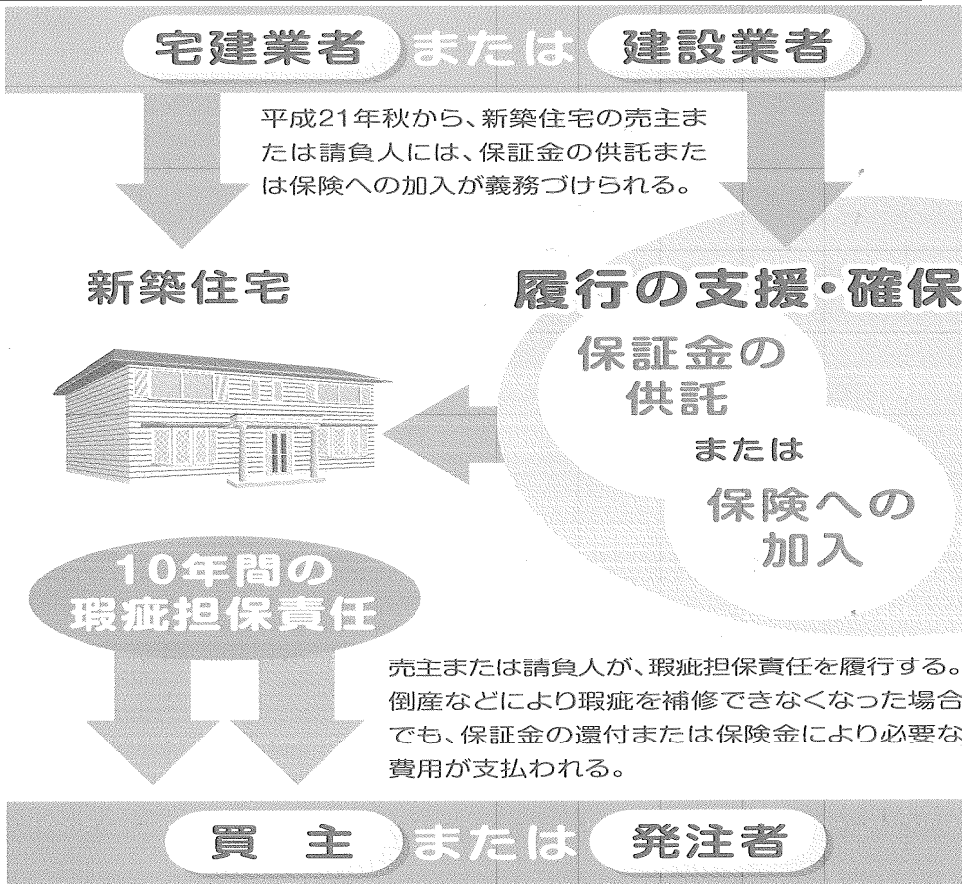 宅建業者 または 建設業者
平成21年秋から、新築住宅の売主ま
たは請負人には、保証金の供託また
は保険への加入が義務づけられる。
新築住宅
履行の支援・確保
保証金の
供託
または
保険への
加入
10年間の
瑕疵担保責任
売主または請負人が、瑕疵担保責任を履行する。
倒産などにより瑕疵を補修できなくなった場合
でも、保証金の還付または保険金により必要な
費用が支払われる。
買 主 または 発注者